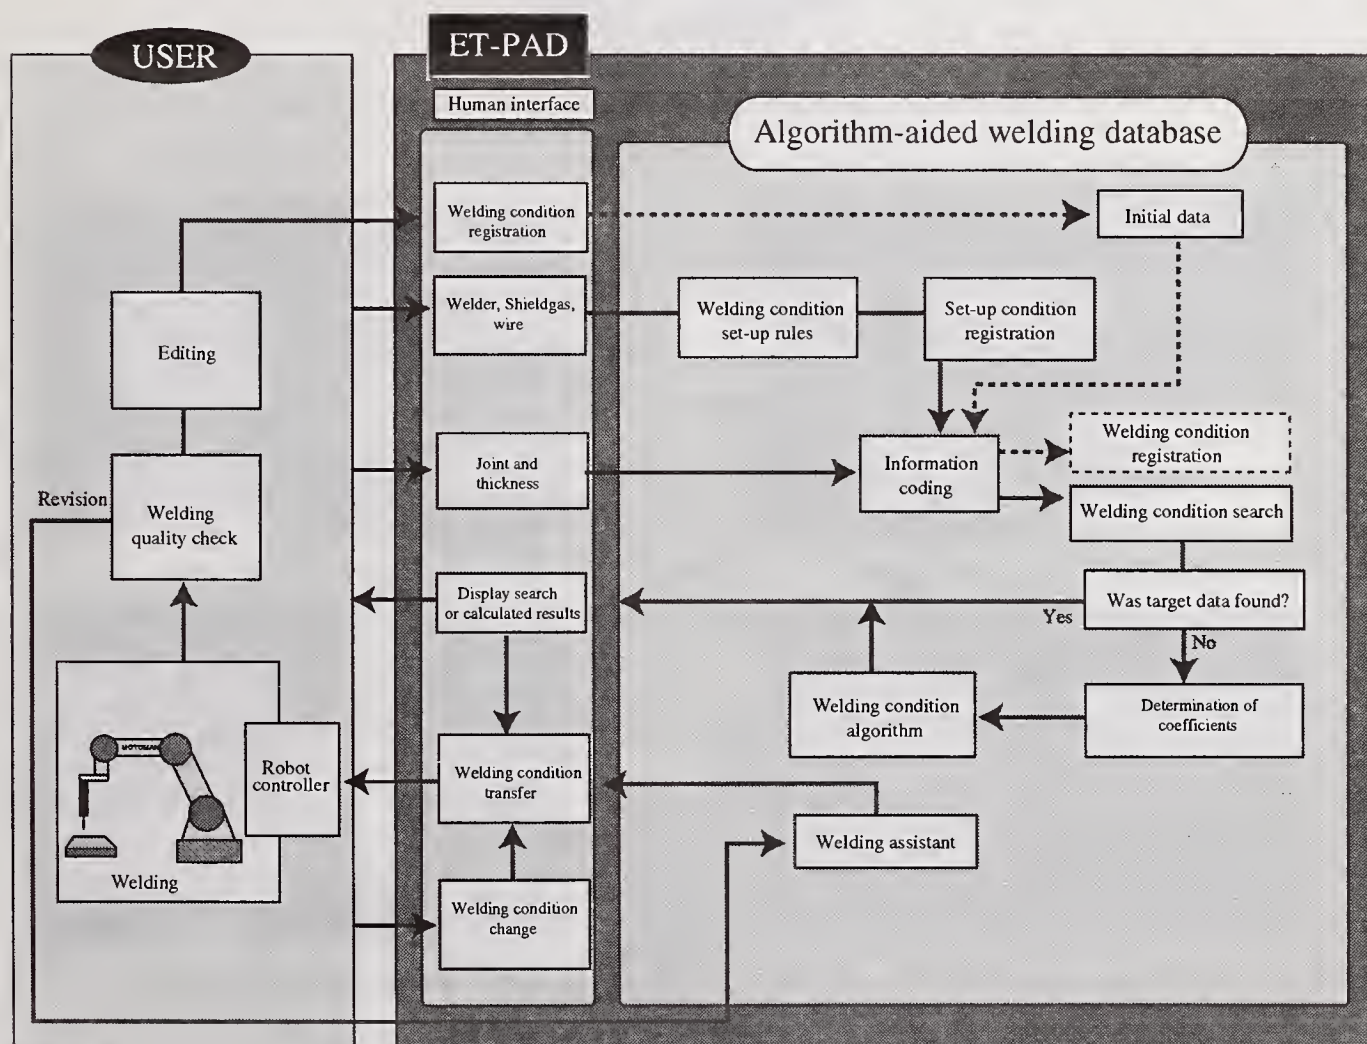 USER
ET-PAD
Human interface
Algorithm-aided welding database
Welding condition
registration
Initial data
Welder, Shieldgas,
wire
Welding condition
set-up rules
Set-up condition
registration
Editing
Joint and
thickness
Information
coding
Welding condition
registration
Revision
Welding
quality check
Welding condition search
Display search
or calculated results
Was target data found?
Yes
No
Welding condition
algorithm
Determination of
coefficients
MOTOMAN
Robot
controller
Welding condition
transfer
Welding assistant
Welding
Welding condition
change